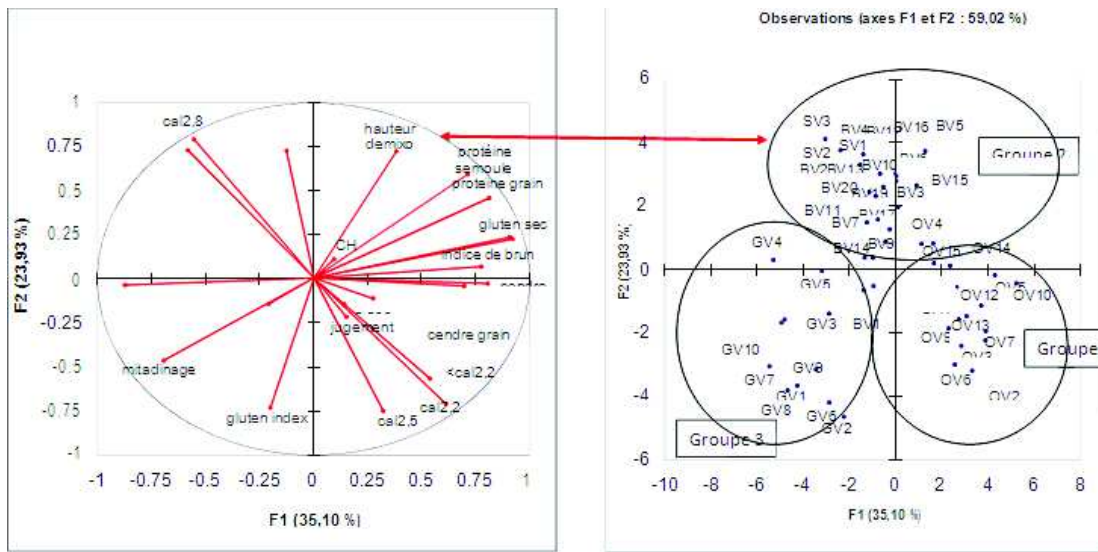 Observations (axes F1 et F2 : 59,02 %)
1
0.75
0.5
0.25
0
-0.25
-0.5
-0.75
-1
-1
-0.75
-0.5
-0.25
0
0.25
0.5
0.75
1
F1 (35,10 %)
F2 (23,93 %)
cal2,8
hauteur
demixo
protéine
semoule
proteine grain
gluten sec
CH
indice de brun
jugement
cendre grain
mitadinage
<cal2,2
cal2,2
cal2,5
gluten index
6
4
2
0
-2
-4
-6
-10
-8
-6
-4
-2
0
2
4
6
8
F1 (35,10 %)
F2 (23,93 %)
SV3
BV4
SV16
BV5
SV2
SV1
BV10
Groupe 2
BV15
BV20
BV3
BV11
BV7
OV4
GV4
BV14
BV9
OV15
GV5
OV12
OV10
GV3
BV1
OV13
OV7
Groupe
GV10
GV7
OV6
GV1
OV2
GV8
GV6
GV2
Groupe 3